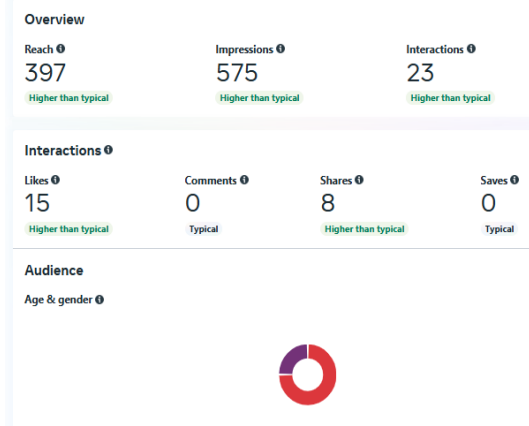 Overview
Reach Impressions Interactions
397 575 23
Higher than typical Higher than typical Higher than typical
Interactions
Likes Comments Shares Saves
15 0 8 0
Higher than typical Typical Higher than typical Typical
Audience
Age & gender